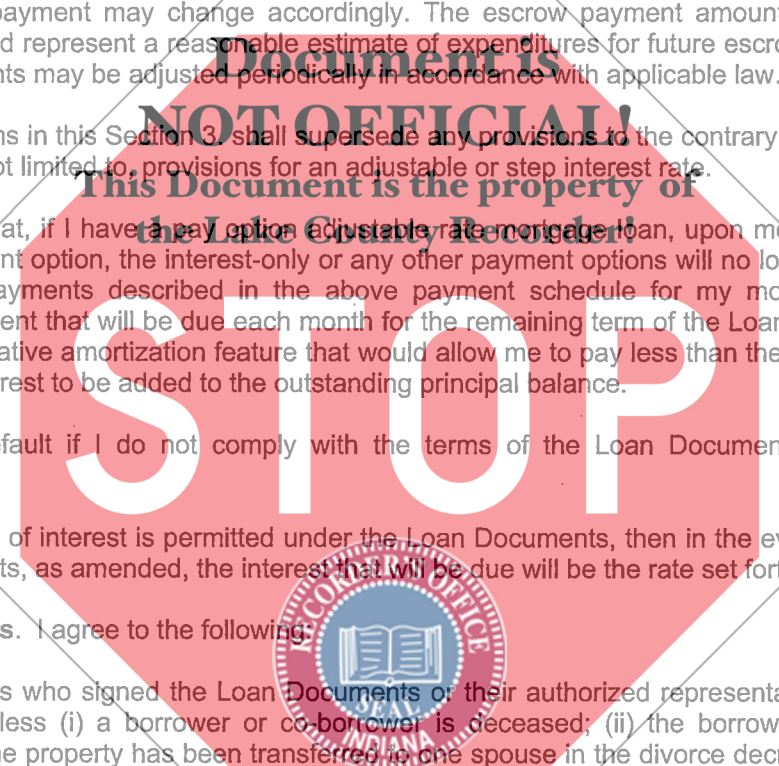 payment may change accordingly. The escrow payment amount
d represent a reasonable estimate of expenditures for future escro
Document is
nts may be adjusted periodically in accordance with applicable law.
NOT OFFICIAL!
ns in this Section 3. shall supersede any provisions to the contrary
ot limited to, provisions for an adjustable or step interest rate.
This Document is the property of
the Lake County Recorder!
at, if I have a pay option adjustable rate mortgage loan, upon mo
nt option, the interest-only or any other payment options will no lo
ayments described in the above payment schedule for my mo
ent that will be due each month for the remaining term of the Loan
ative amortization feature that would allow me to pay less than the
rest to be added to the outstanding principal balance.
STOP
efault if I do not comply with the terms of the Loan Documen
of interest is permitted under the Loan Documents, then in the ev
ts, as amended, the interest that will be due will be the rate set fort
RECORDER'S OFFICE
s. I agree to the following:
s who signed the Loan Documents or their authorized representa
SEAL
less (i) a borrower or co-borrower is deceased; (ii) the borrow
INDIANA
ne property has been transferred to one spouse in the divorce decr